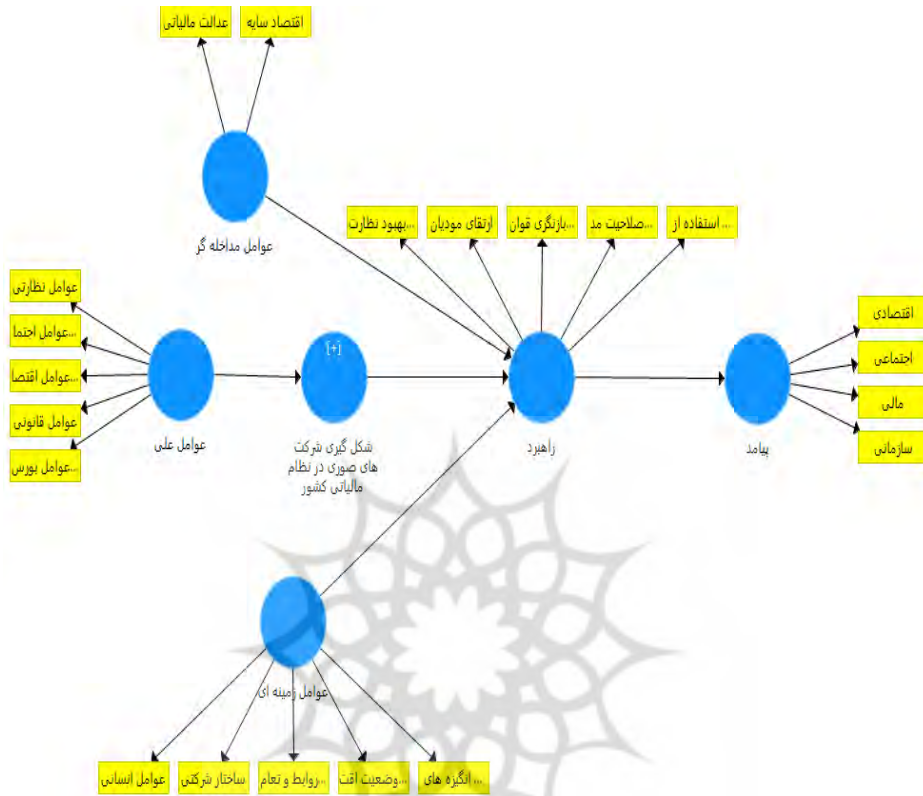 اقتصاد سایه
عدالت مالیاتی
عوامل مداخله گر
... استفاده از
...صلاحیت مد
...بازنگری قوان
ارتقای مودیان
...بهبود نظارت
عوامل نظارتی
...عوامل اجتما
...عوامل اقتصا
عوامل قانونی
...عوامل بورس
عوامل علی
[+]
شکل گیری شرکت
های صوری در نظام
مالیاتی کشور
راهبرد
پیامد
اقتصادی
اجتماعی
مالی
سازمانی
عوامل زمینه ای
... انگیزه های
...وضعیت اقت
...روابط و تعام
ساختار شرکتی
عوامل انسانی